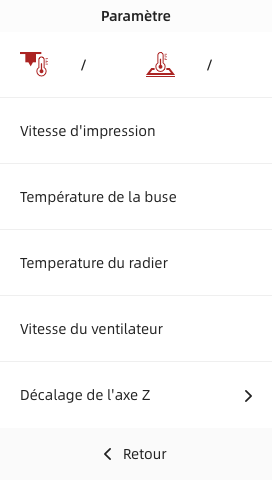 Paramètre
/ /
Vitesse d'impression
Température de la buse
Temperature du radier
Vitesse du ventilateur
Décalage de l'axe Z
Retour